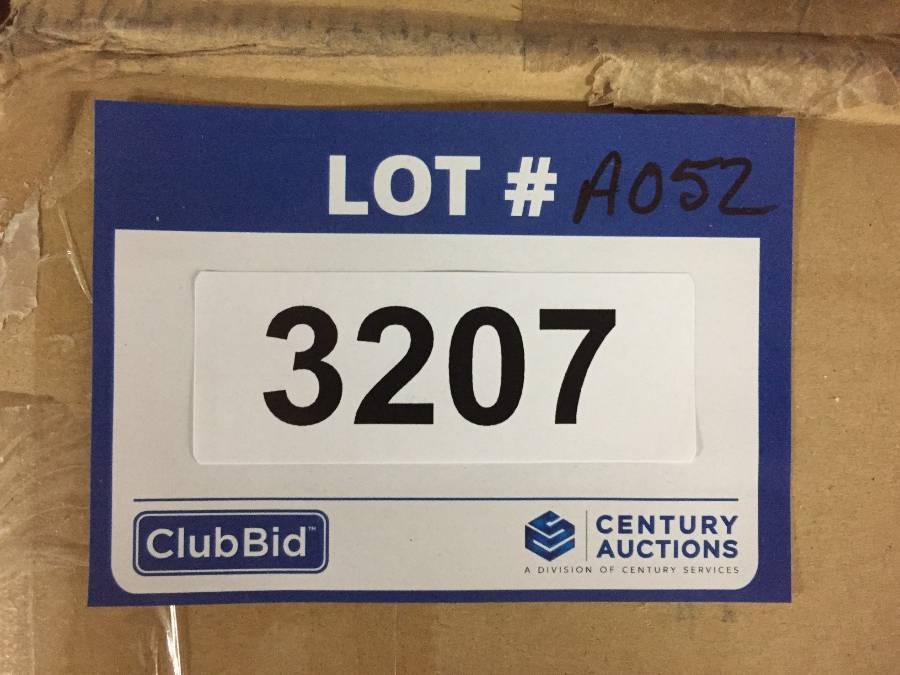 LOT # A052
3207
ClubBid™
CENTURY
AUCTIONS
A DIVISION OF CENTURY SERVICES